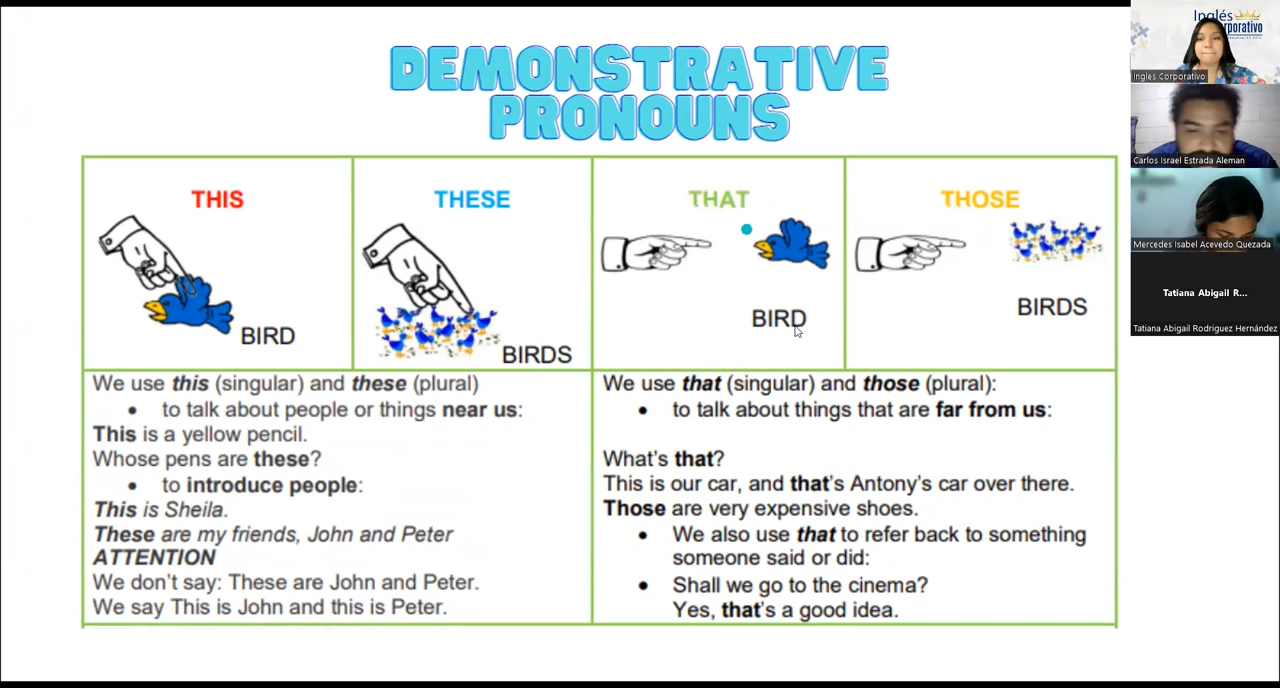 DEMONSTRATIVE
PRONOUNS
THIS
BIRD
THESE
BIRDS
THAT
BIRD
THOSE
BIRDS
We use this (singular) and these (plural)
• to talk about people or things near us:
This is a yellow pencil.
Whose pens are these?
• to introduce people:
This is Sheila.
These are my friends, John and Peter
ATTENTION
We don't say: These are John and Peter.
We say This is John and this is Peter.
We use that (singular) and those (plural):
• to talk about things that are far from us:
What's that?
This is our car, and that's Antony's car over there.
Those are very expensive shoes.
• We also use that to refer back to something
someone said or did:
• Shall we go to the cinema?
Yes, that's a good idea.
Inglés
Ingles Corporativo
Carlos Israel Estrada Aleman
Mercedes Isabel Acevedo Quezada
Tatiana Abigail R...
Tatiana Abigail Rodriguez Hernández